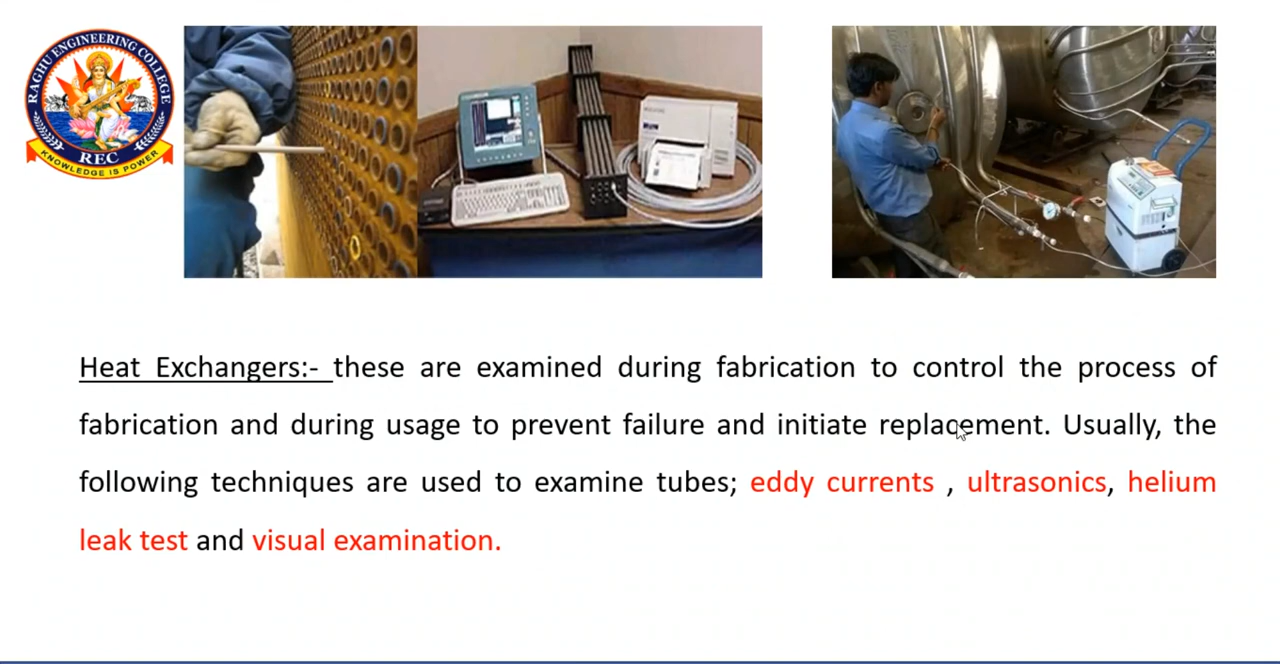 RAGHU ENGINEERING COLLEGE
REC
KNOWLEDGE IS POWER
Heat Exchangers:- these are examined during fabrication to control the process of
fabrication and during usage to prevent failure and initiate replacement. Usually, the
following techniques are used to examine tubes; eddy currents , ultrasonics, helium
leak test and visual examination.